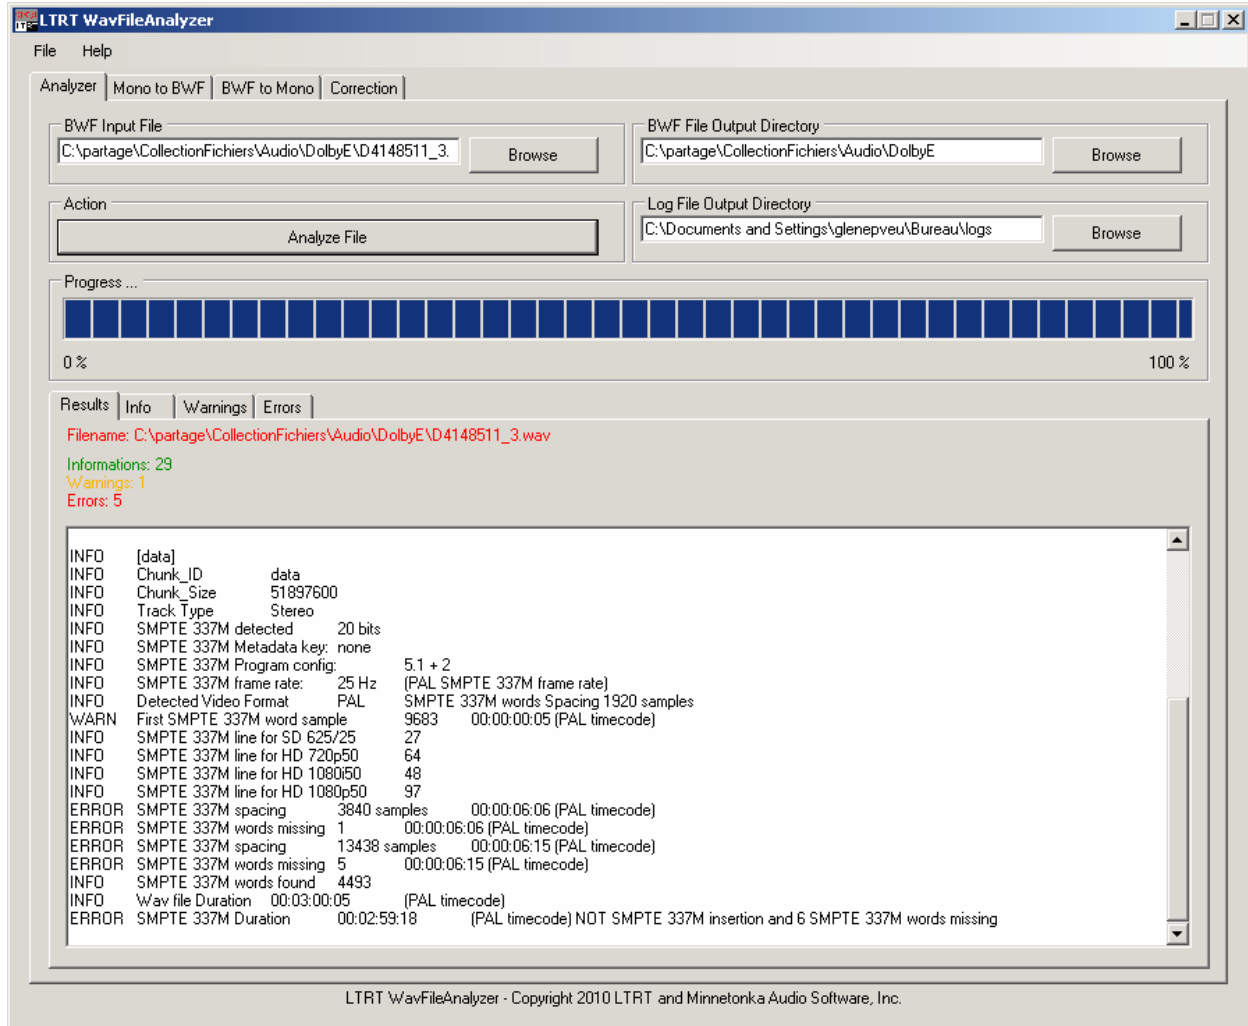 LTRT WavFileAnalyzer
File Help
Analyzer Mono to BWF BWF to Mono Correction
BWF Input File
C:\partage\CollectionFichiers\Audio\DolbyE\D4148511_3.
Browse
BWF File Output Directory
C:\partage\CollectionFichiers\Audio\DolbyE
Browse
Action
Analyze File
Log File Output Directory
C:\Documents and Settings\glenepveu\Bureau\logs
Browse
Progress ...
0 % 100 %
Results Info Warnings Errors
Filename: C:\partage\CollectionFichiers\Audio\DolbyE\D4148511_3.wav
Informations: 29
Warnings: 1
Errors: 5
INFO [data]
INFO Chunk_ID data
INFO Chunk_Size 51897600
INFO Track Type Stereo
INFO SMPTE 337M detected 20 bits
INFO SMPTE 337M Metadata key: none
INFO SMPTE 337M Program config: 5.1 + 2
INFO SMPTE 337M frame rate: 25 Hz (PAL SMPTE 337M frame rate)
INFO Detected Video Format PAL SMPTE 337M words Spacing 1920 samples
WARN First SMPTE 337M word sample 9683 00:00:00:05 (PAL timecode)
INFO SMPTE 337M line for SD 625/25 27
INFO SMPTE 337M line for HD 720p50 64
INFO SMPTE 337M line for HD 1080i50 48
INFO SMPTE 337M line for HD 1080p50 97
ERROR SMPTE 337M spacing 3840 samples 00:00:06:06 (PAL timecode)
ERROR SMPTE 337M words missing 1 00:00:06:06 (PAL timecode)
ERROR SMPTE 337M spacing 13438 samples 00:00:06:15 (PAL timecode)
ERROR SMPTE 337M words missing 5 00:00:06:15 (PAL timecode)
INFO SMPTE 337M words found 4493
INFO Wav file Duration 00:03:00:05 (PAL timecode)
ERROR SMPTE 337M Duration 00:02:59:18 (PAL timecode) NOT SMPTE 337M insertion and 6 SMPTE 337M words missing
LTRT WavFileAnalyzer - Copyright 2010 LTRT and Minnetonka Audio Software, Inc.